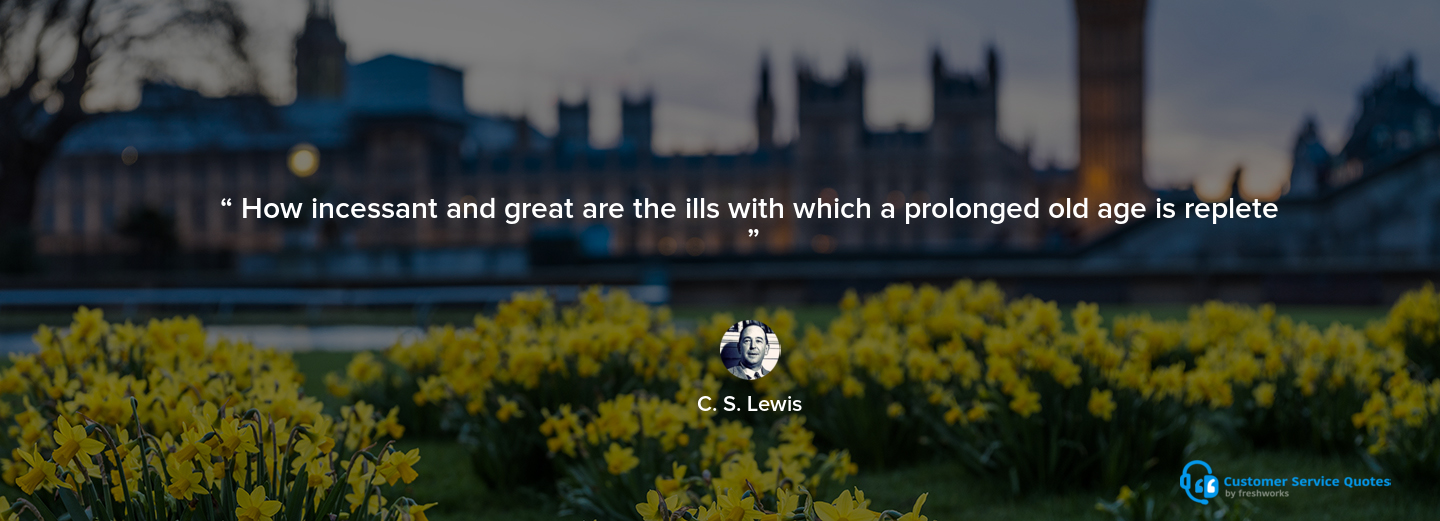 “ How incessant and great are the ills with which a prolonged old age is replete
”
C. S. Lewis
Customer Service Quotes
by freshworks